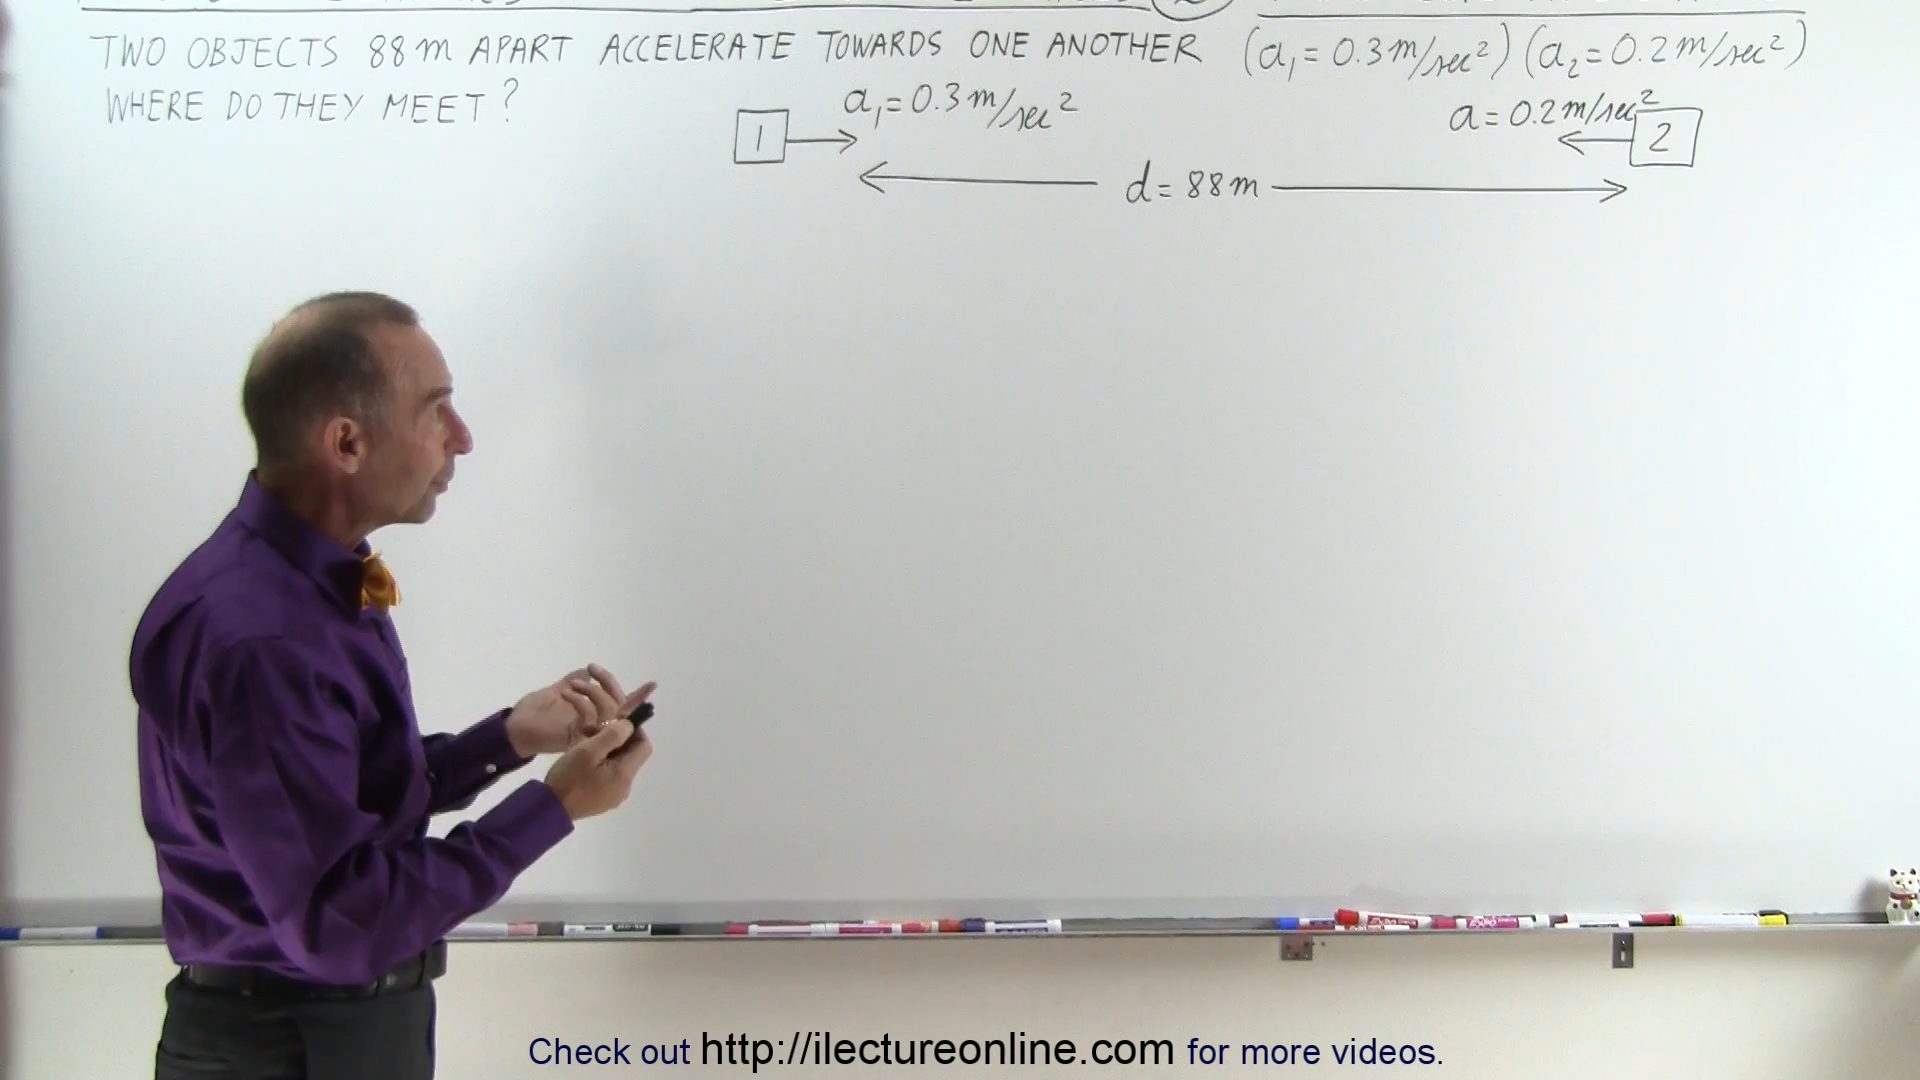 TWO OBJECTS 88 m APART ACCELERATE TOWARDS ONE ANOTHER (a₁ = 0.3 m/sec²) (a₂ = 0.2 m/sec²)
WHERE DO THEY MEET?
a₁ = 0.3 m/sec²
a = 0.2 m/sec²
1
2
d = 88 m
EXPO
EXPO
Check out http://ilectureonline.com for more videos.